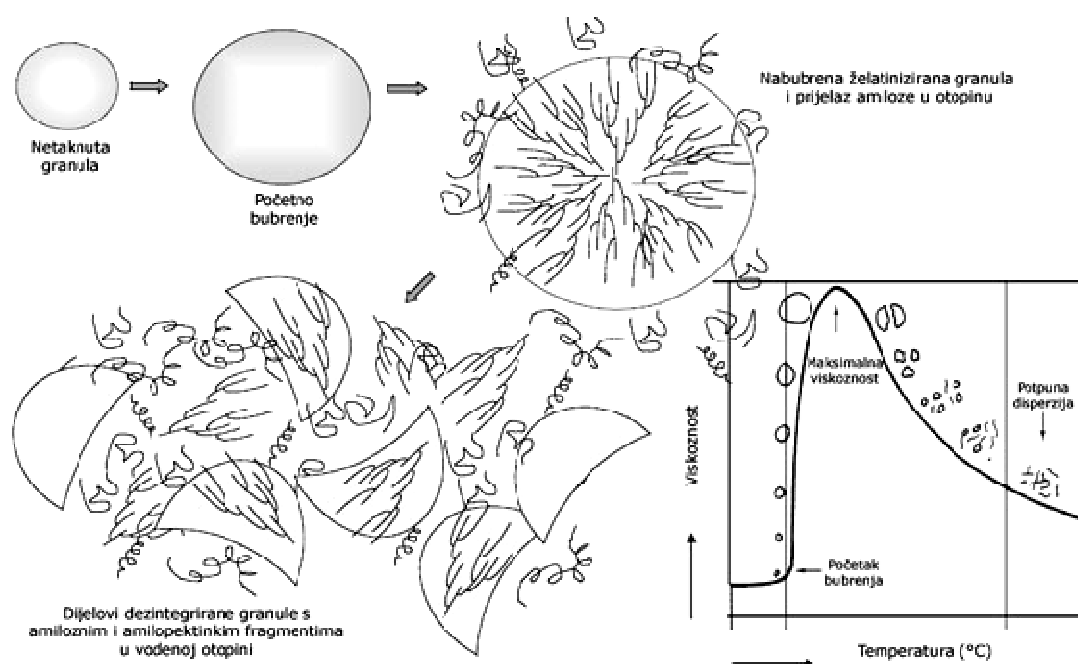 Netaknuta
granula
Početno
bubrenje
Nabubrena želatinizirana granula
i prijelaz amiloze u otopinu
Dijelovi dezintegrirane granule s
amiloznim i amilopektinkim fragmentima
u vodenoj otopini
Viskoznost
Maksimalna
viskoznost
Potpuna
disperzija
Početak
bubrenja
Temperatura (°C)